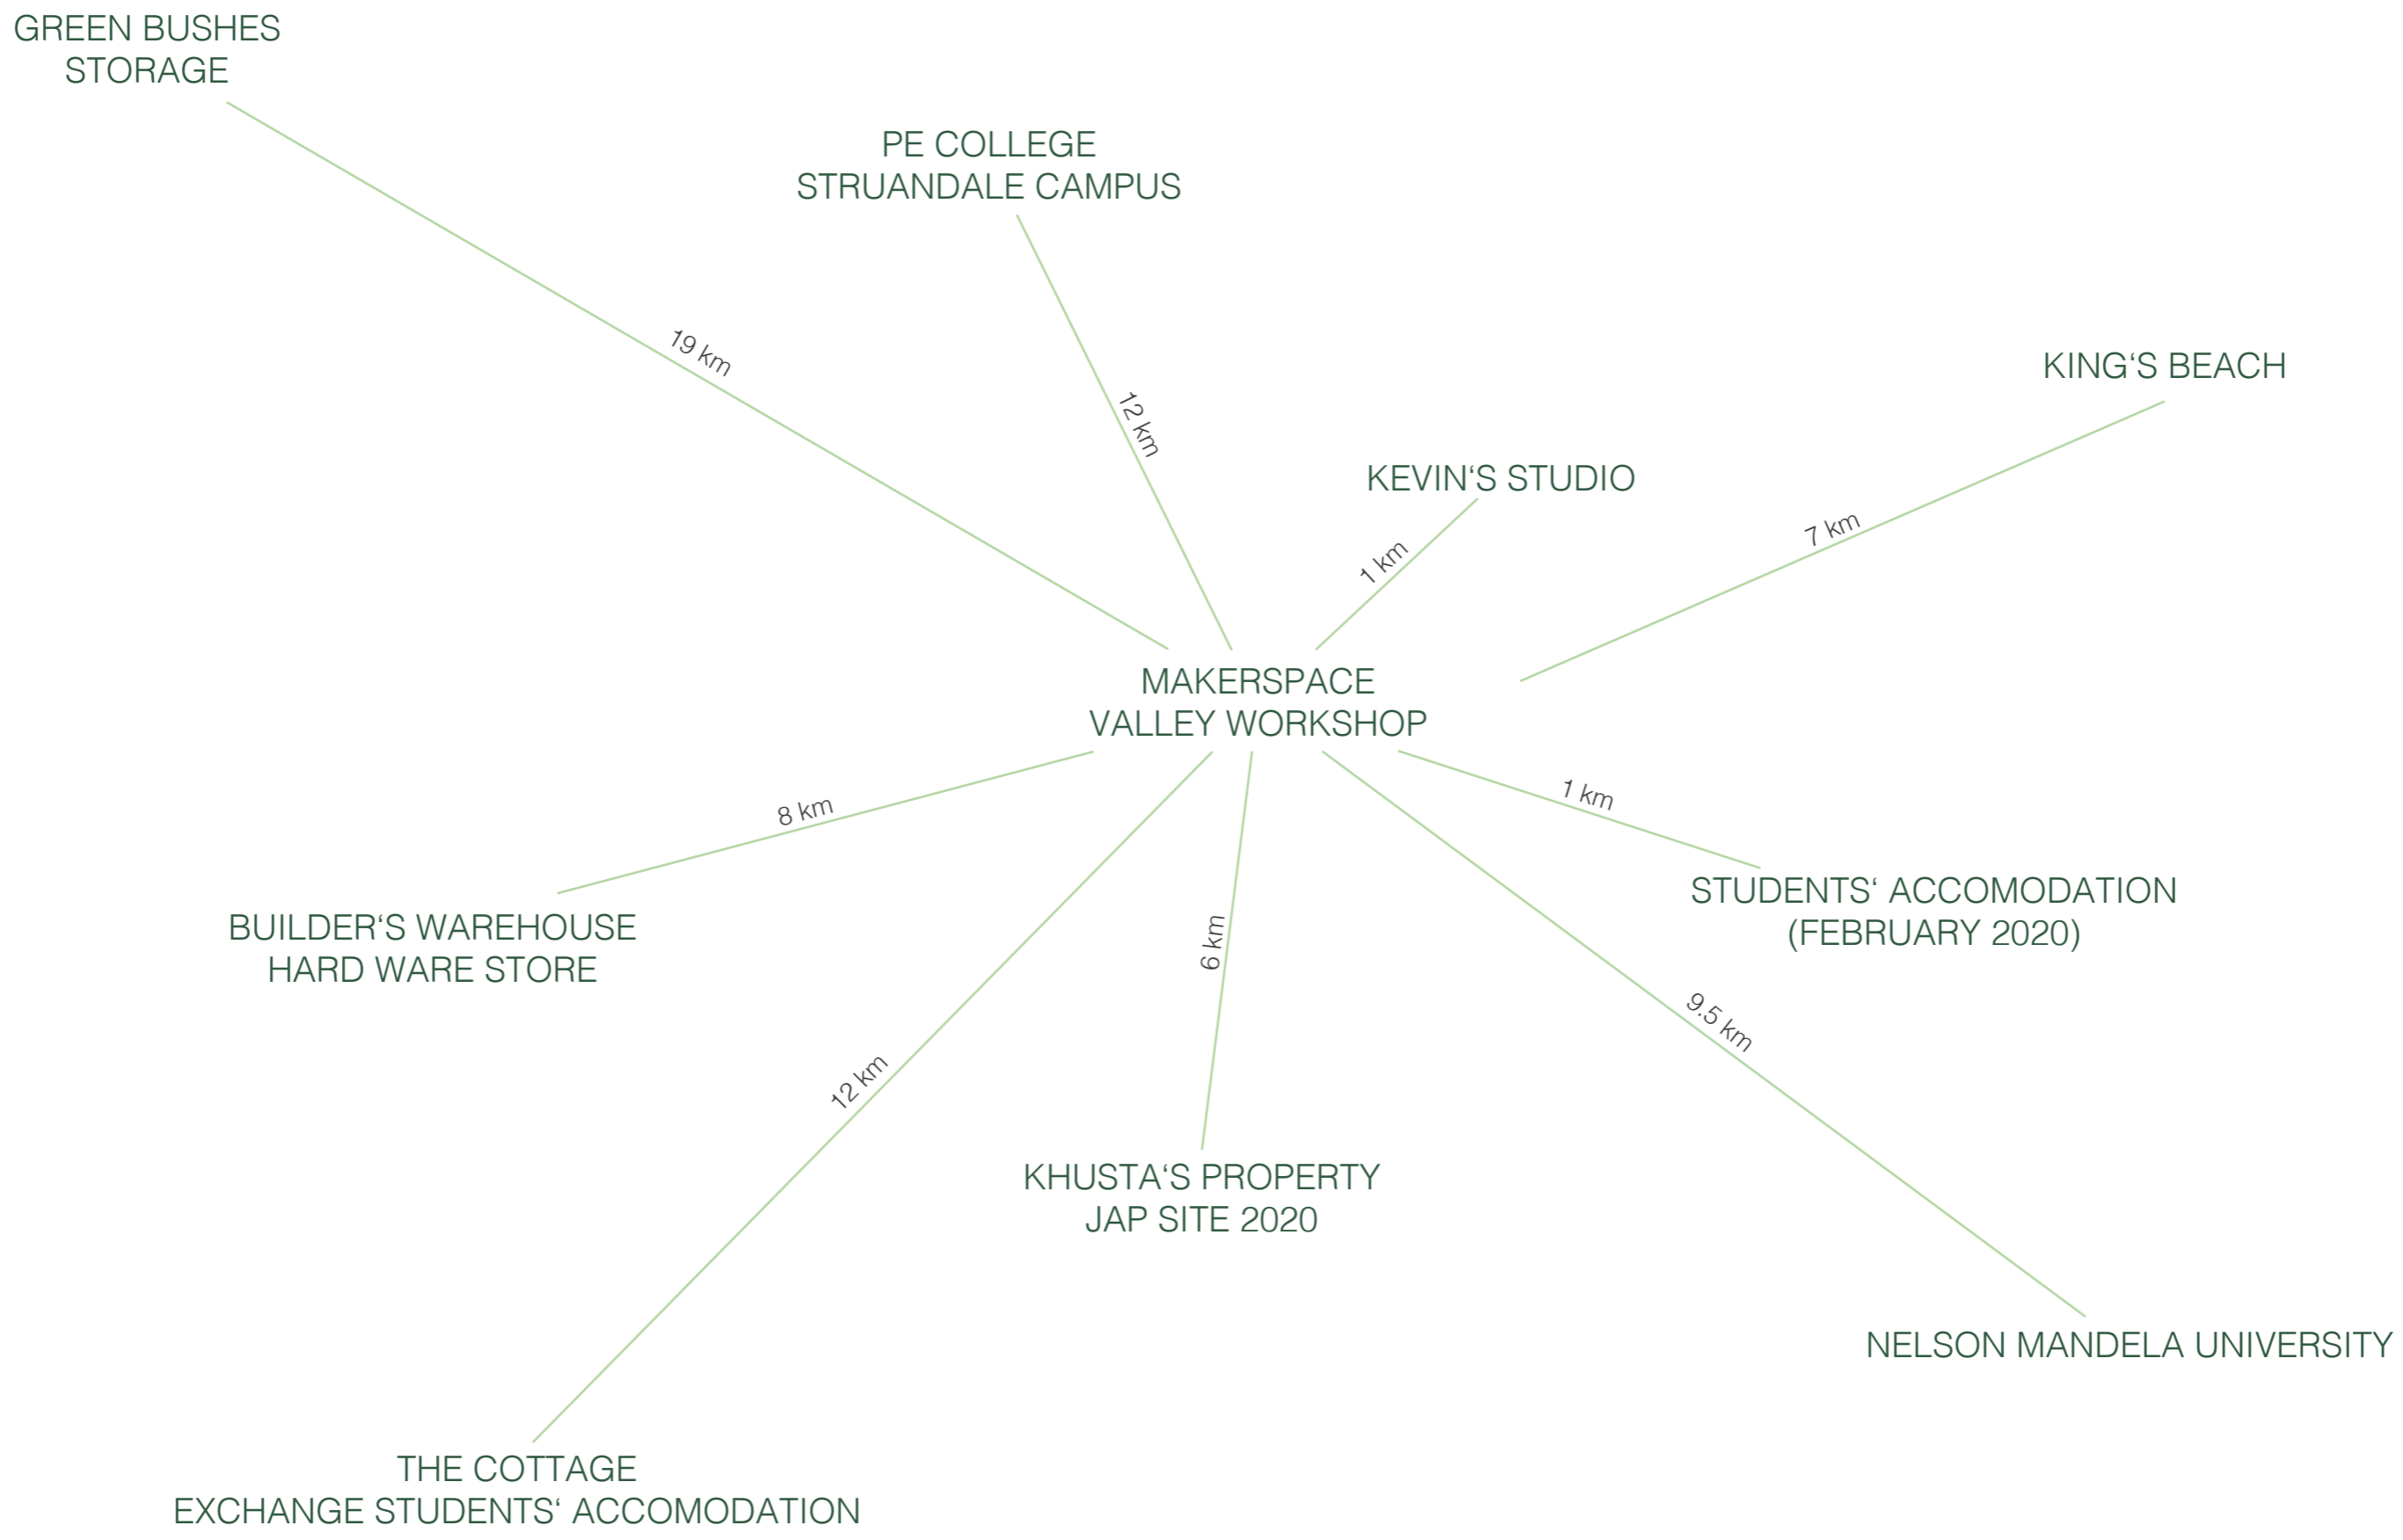 GREEN BUSHES
STORAGE
PE COLLEGE
STRUANDALE CAMPUS
19 km
12 km
KING‘S BEACH
KEVIN‘S STUDIO
7 km
1 km
MAKERSPACE
VALLEY WORKSHOP
8 km
1 km
BUILDER‘S WAREHOUSE
HARD WARE STORE
STUDENTS‘ ACCOMODATION
(FEBRUARY 2020)
6 km
9.5 km
12 km
KHUSTA‘S PROPERTY
JAP SITE 2020
NELSON MANDELA UNIVERSITY
THE COTTAGE
EXCHANGE STUDENTS‘ ACCOMODATION